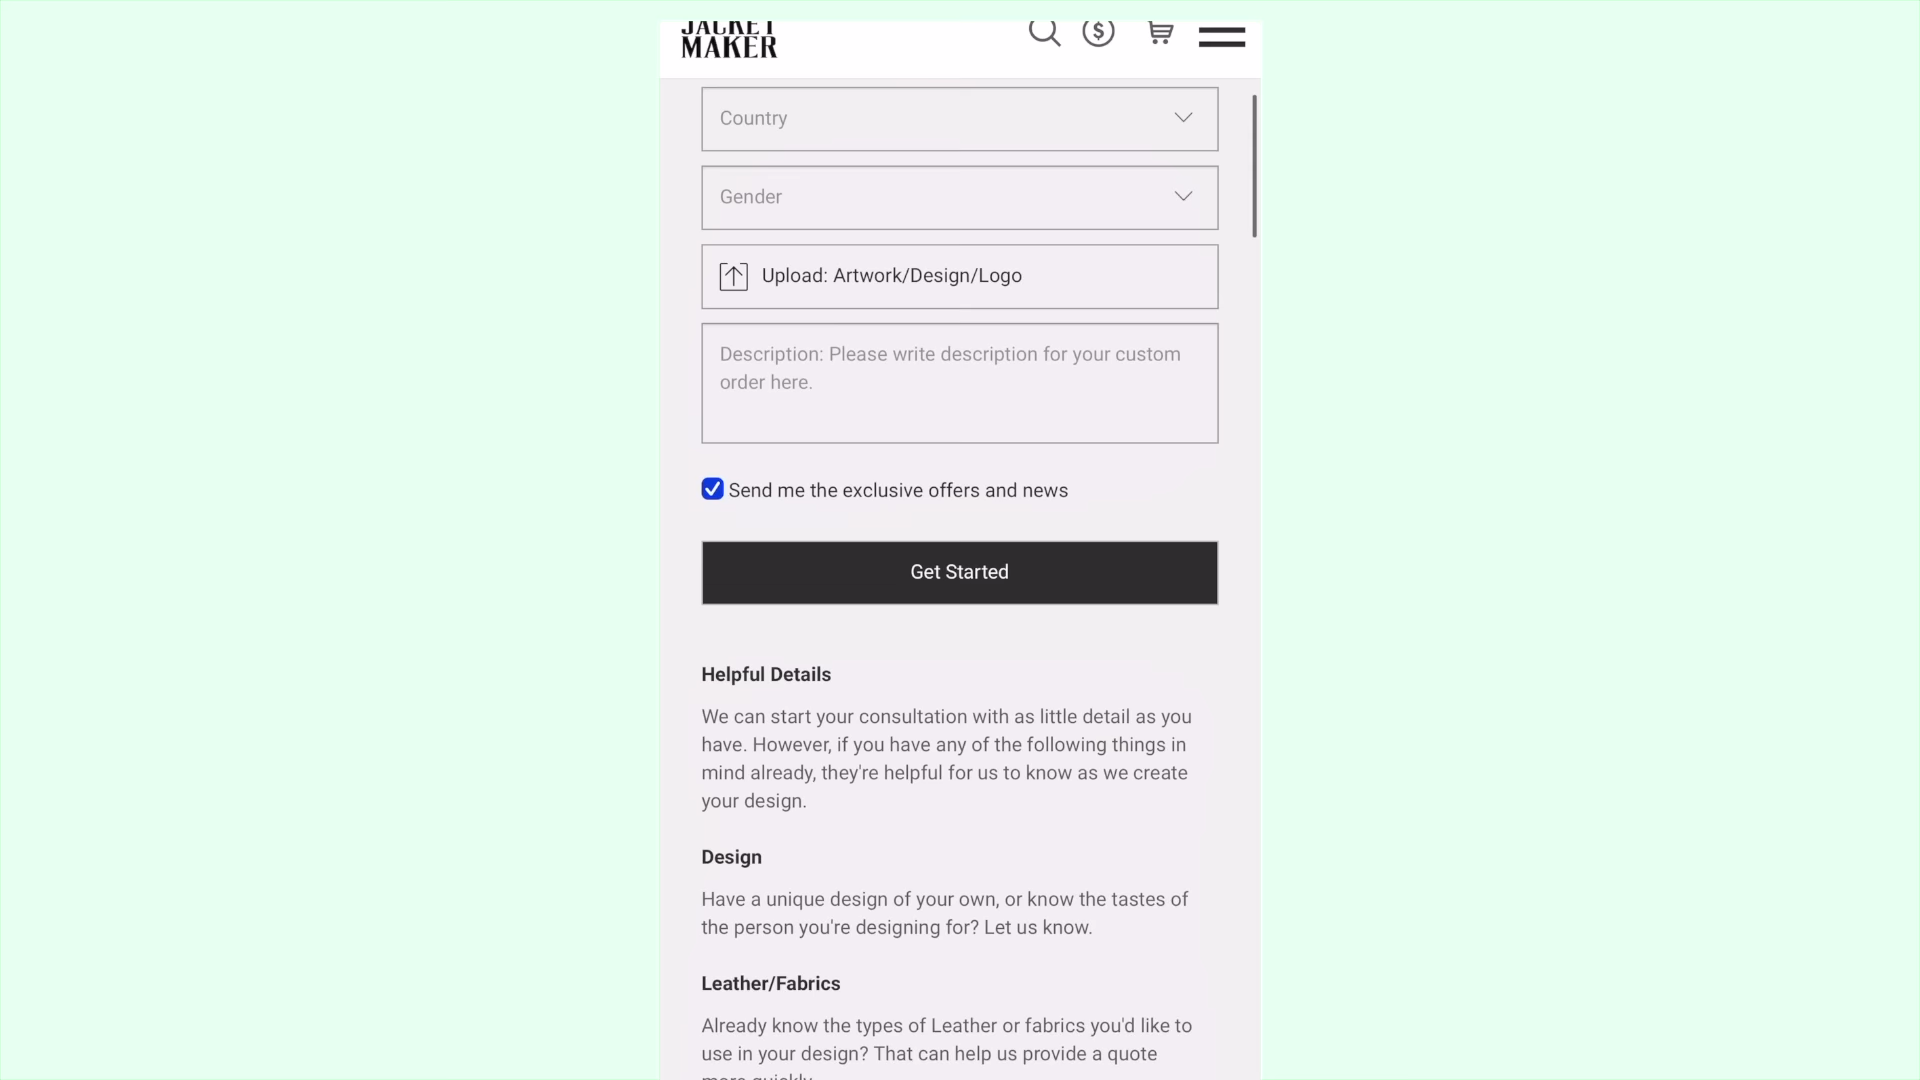 JACKET
MAKER
Country
Gender
Upload: Artwork/Design/Logo
Description: Please write description for your custom
order here.
Send me the exclusive offers and news
Get Started
Helpful Details
We can start your consultation with as little detail as you
have. However, if you have any of the following things in
mind already, they're helpful for us to know as we create
your design.
Design
Have a unique design of your own, or know the tastes of
the person you're designing for? Let us know.
Leather/Fabrics
Already know the types of Leather or fabrics you'd like to
use in your design? That can help us provide a quote
more quickly.